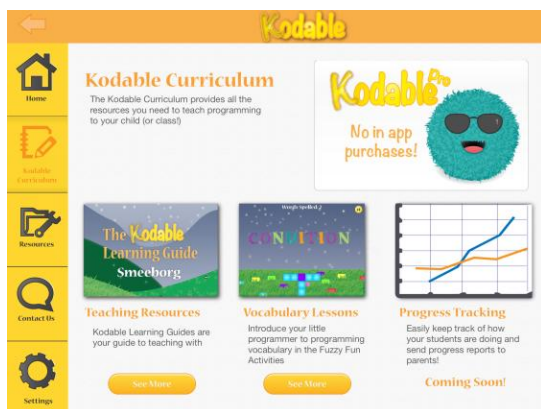 Kodable
Home
Kodable
Curriculum
Resources
Contact Us
Settings
Kodable Curriculum
The Kodable Curriculum provides all the
resources you need to teach programming
to your child (or class!)
Kodable Pro
No in app
purchases!
The Kodable
Learning Guide
Smeeborg
CONDITION
Teaching Resources
Kodable Learning Guides are
your guide to teaching with
See More
Vocabulary Lessons
Introduce your little
programmer to programming
vocabulary in the Fuzzy Fun
Activities
See More
Progress Tracking
Easily keep track of how
your students are doing and
send progress reports to
parents!
Coming Soon!